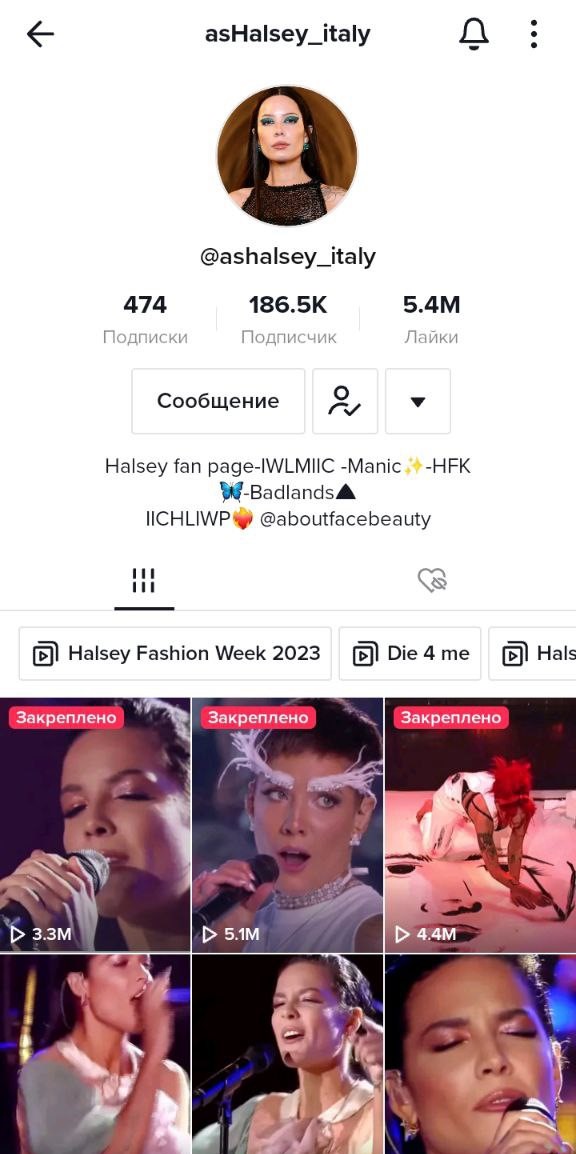 asHalsey_italy
@ashalsey_italy
474 186.5K 5.4M
Подписки Подписчик Лайки
Сообщение
Halsey fan page-IWLMIIC -Manic✨-HFK
🦋-Badlands▲
IICHLIWP❤️‍🔥 @aboutfacebeauty
Halsey Fashion Week 2023 Die 4 me Hals
Закреплено Закреплено Закреплено
3.3M 5.1M 4.4M